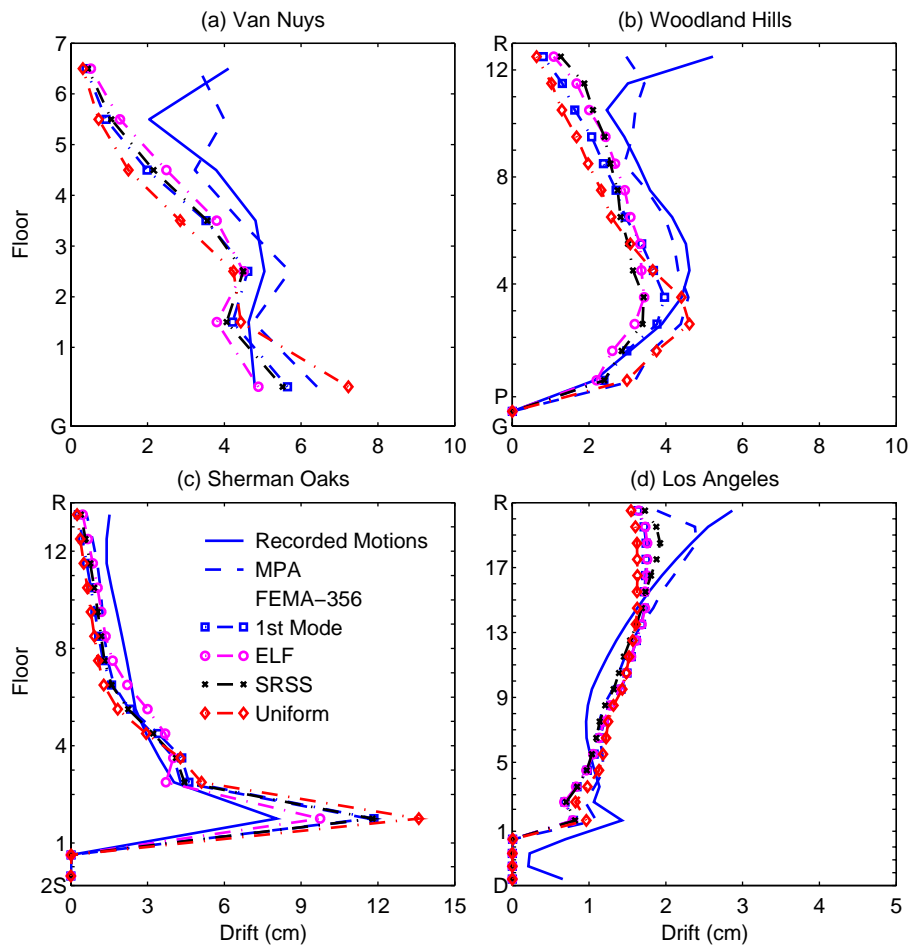 (a) Van Nuys
7
6
5
4
3
2
1
G
Floor
0 2 4 6 8 10
(b) Woodland Hills
R
12
8
4
P
G
0 2 4 6 8 10
(c) Sherman Oaks
R
12
8
4
1
2S
Floor
0 3 6 9 12 15
Drift (cm)
Recorded Motions
MPA
FEMA−356
1st Mode
ELF
SRSS
Uniform
(d) Los Angeles
R
17
13
9
5
1
D
0 1 2 3 4 5
Drift (cm)